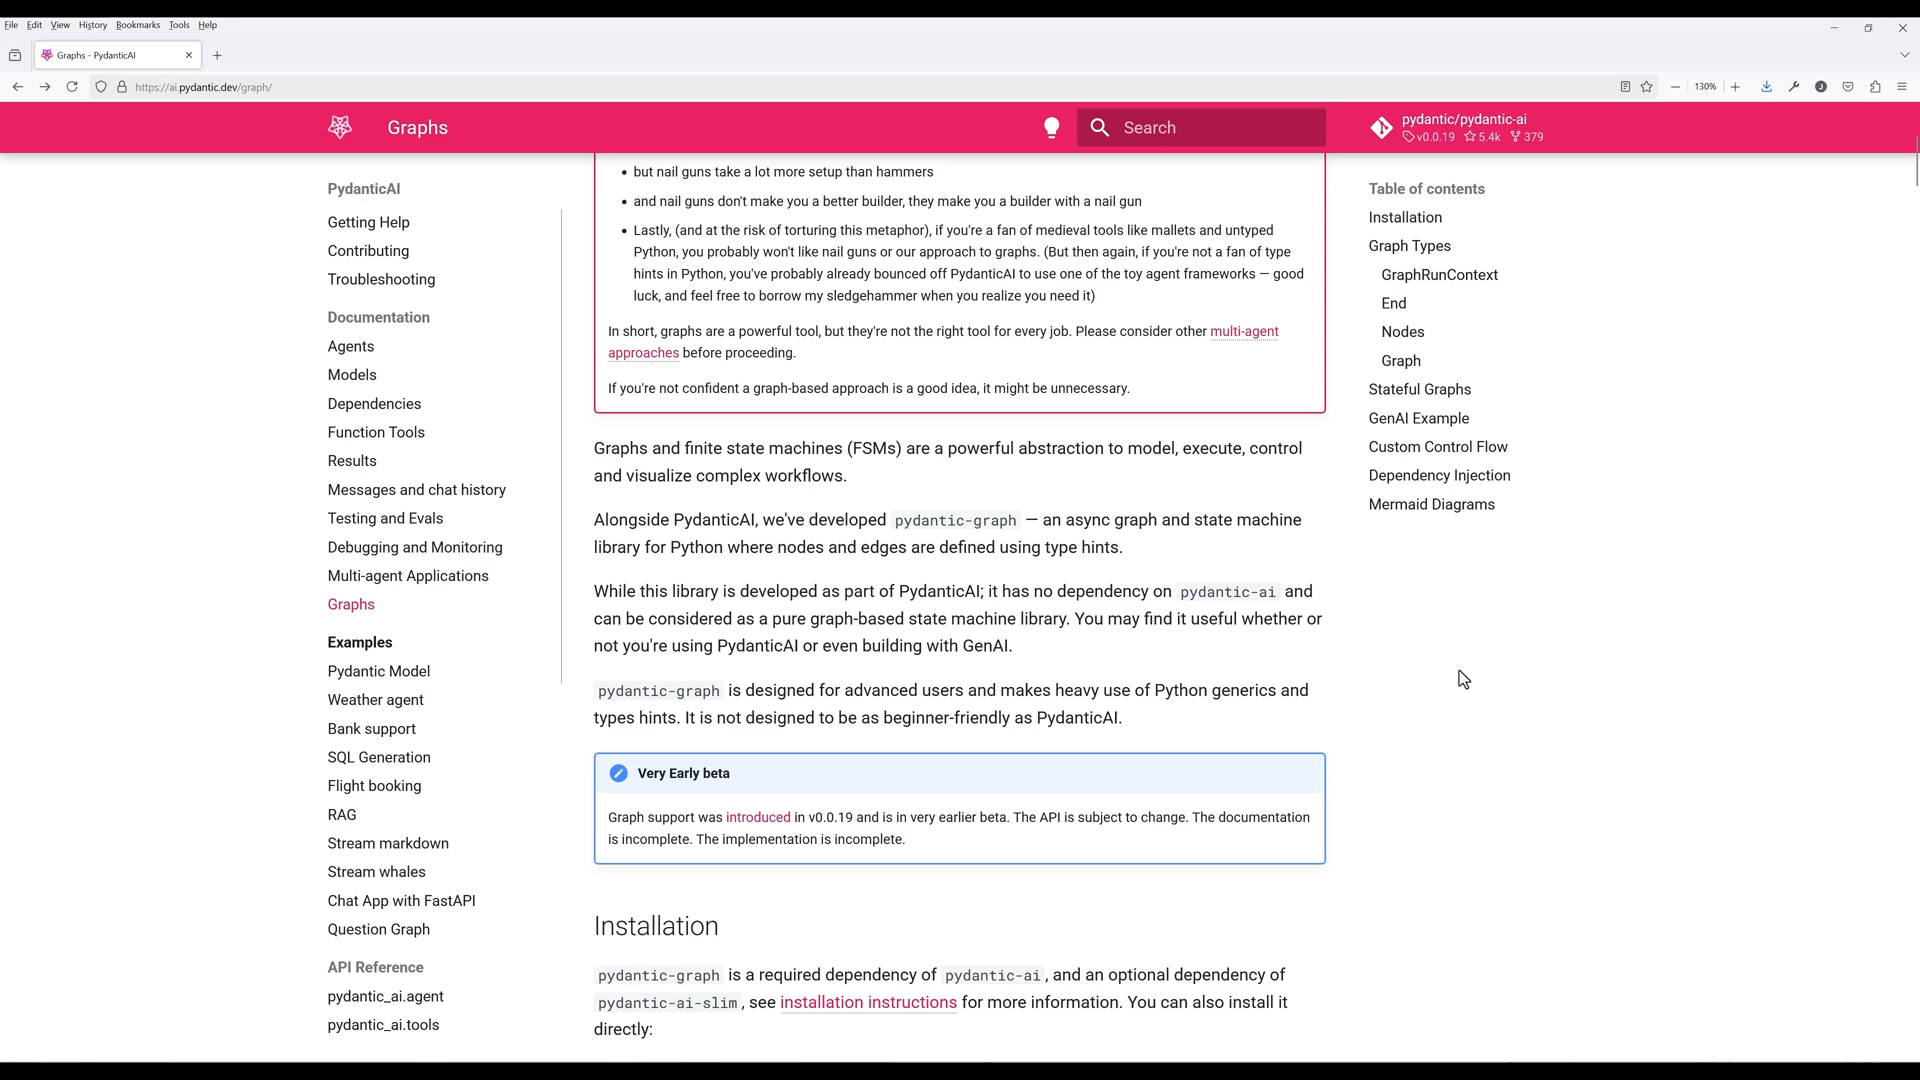 File Edit View History Bookmarks Tools Help
Graphs - PydanticAI
https://ai.pydantic.dev/graph/
130%
Graphs
Search
pydantic/pydantic-ai
v0.0.19 5.4k 379
PydanticAI
Getting Help
Contributing
Troubleshooting
Documentation
Agents
Models
Dependencies
Function Tools
Results
Messages and chat history
Testing and Evals
Debugging and Monitoring
Multi-agent Applications
Graphs
Examples
Pydantic Model
Weather agent
Bank support
SQL Generation
Flight booking
RAG
Stream markdown
Stream whales
Chat App with FastAPI
Question Graph
API Reference
pydantic_ai.agent
pydantic_ai.tools
but nail guns take a lot more setup than hammers
and nail guns don't make you a better builder, they make you a builder with a nail gun
Lastly, (and at the risk of torturing this metaphor), if you're a fan of medieval tools like mallets and untyped
Python, you probably won't like nail guns or our approach to graphs. (But then again, if you're not a fan of type
hints in Python, you've probably already bounced off PydanticAI to use one of the toy agent frameworks — good
luck, and feel free to borrow my sledgehammer when you realize you need it)
In short, graphs are a powerful tool, but they're not the right tool for every job. Please consider other multi-agent
approaches before proceeding.
If you're not confident a graph-based approach is a good idea, it might be unnecessary.
Graphs and finite state machines (FSMs) are a powerful abstraction to model, execute, control
and visualize complex workflows.
Alongside PydanticAI, we've developed pydantic-graph — an async graph and state machine
library for Python where nodes and edges are defined using type hints.
While this library is developed as part of PydanticAI; it has no dependency on pydantic-ai and
can be considered as a pure graph-based state machine library. You may find it useful whether or
not you're using PydanticAI or even building with GenAI.
pydantic-graph is designed for advanced users and makes heavy use of Python generics and
types hints. It is not designed to be as beginner-friendly as PydanticAI.
Very Early beta
Graph support was introduced in v0.0.19 and is in very earlier beta. The API is subject to change. The documentation
is incomplete. The implementation is incomplete.
Installation
pydantic-graph is a required dependency of pydantic-ai, and an optional dependency of
pydantic-ai-slim, see installation instructions for more information. You can also install it
directly:
Table of contents
Installation
Graph Types
GraphRunContext
End
Nodes
Graph
Stateful Graphs
GenAI Example
Custom Control Flow
Dependency Injection
Mermaid Diagrams